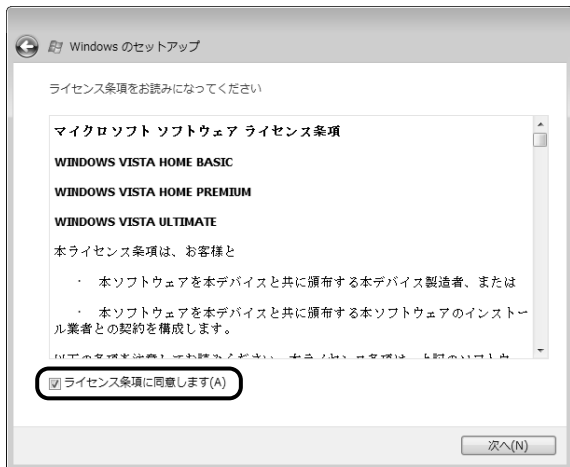 Windows のセットアップ
ライセンス条項をお読みになってください
マイクロソフト ソフトウェア ライセンス条項
WINDOWS VISTA HOME BASIC
WINDOWS VISTA HOME PREMIUM
WINDOWS VISTA ULTIMATE
本ライセンス条項は、お客様と
・ 本ソフトウェアを本デバイスと共に頒布する本デバイス製造者、または
・ 本ソフトウェアを本デバイスと共に頒布する本ソフトウェアのインストー
ル業者との契約を構成します。
ライセンス条項に同意します(A)
次へ(N)